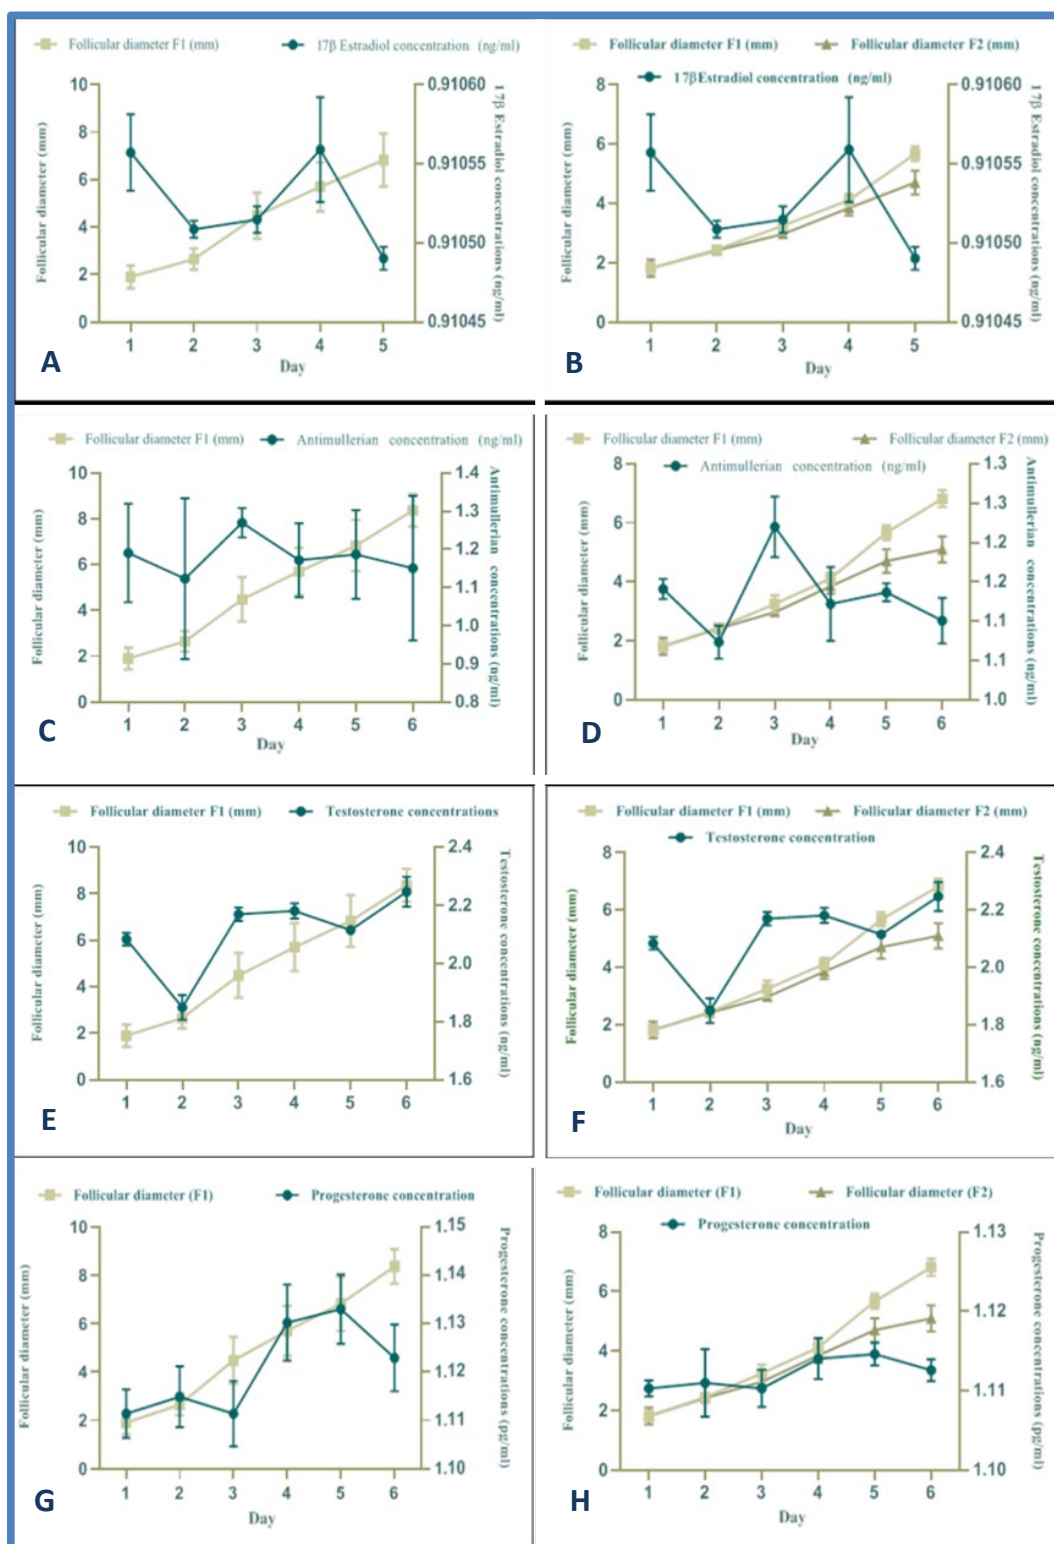 Follicular diameter F1 (mm)
17β Estradiol concentration (ng/ml)
10
8
6
4
2
0
Follicular diameter (mm)
0.91060
0.91055
0.91050
0.91045
17β Estradiol concentrations (ng/ml)
1 2 3 4 5
Day
A
Follicular diameter F1 (mm)
Follicular diameter F2 (mm)
17βEstradiol concentration (ng/ml)
8
6
4
2
0
Follicular diameter (mm)
0.91060
0.91055
0.91050
0.91045
17β Estradiol concentrations (ng/ml)
1 2 3 4 5
Day
B
Follicular diameter F1 (mm)
Antimullerian concentration (ng/ml)
10
8
6
4
2
0
Follicular diameter (mm)
1.4
1.3
1.2
1.1
1.0
0.9
0.8
Antimullerian concentrations (ng/ml)
1 2 3 4 5 6
Day
C
Follicular diameter F1 (mm)
Follicular diameter F2 (mm)
Antimullerian concentration (ng/ml)
8
6
4
2
0
Follicular diameter (mm)
1.3
1.3
1.2
1.2
1.1
1.1
1.0
Antimullerian concentrations (ng/ml)
1 2 3 4 5 6
Day
D
Follicular diameter F1 (mm)
Testosterone concentrations
10
8
6
4
2
0
Follicular diameter (mm)
2.4
2.2
2.0
1.8
1.6
Testosterone concentrations (ng/ml)
1 2 3 4 5 6
E
Follicular diameter F1 (mm)
Follicular diameter F2 (mm)
Testosterone concentration
8
6
4
2
0
Follicular diameter (mm)
2.4
2.2
2.0
1.8
1.6
Testosterone concentrations (ng/ml)
1 2 3 4 5 6
Day
F
Follicular diameter (F1)
Progesterone concentration
10
8
6
4
2
0
Follicular diameter (mm)
1.15
1.14
1.13
1.12
1.11
1.10
Progesterone concentrations (pg/ml)
1 2 3 4 5 6
Day
G
Follicular diameter (F1)
Follicular diameter (F2)
Progesterone concentration
8
6
4
2
0
Follicular diameter (mm)
1.13
1.12
1.11
1.10
Progesterone concentrations (pg/ml)
1 2 3 4 5 6
Day
H